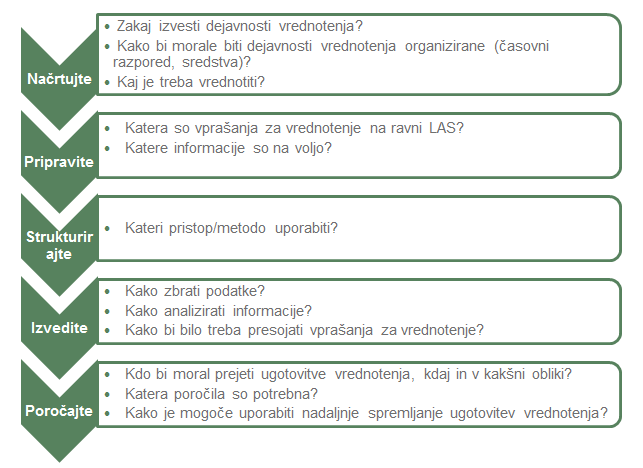 Načrtujte
• Zakaj izvesti dejavnosti vrednotenja?
• Kako bi morale biti dejavnosti vrednotenja organizirane (časovni
razpored, sredstva)?
• Kaj je treba vrednotiti?
Pripravite
• Katera so vprašanja za vrednotenje na ravni LAS?
• Katere informacije so na voljo?
Strukturir
ajte
• Kateri pristop/metodo uporabiti?
Izvedite
• Kako zbrati podatke?
• Kako analizirati informacije?
• Kako bi bilo treba presojati vprašanja za vrednotenje?
Poročajte
• Kdo bi moral prejeti ugotovitve vrednotenja, kdaj in v kakšni obliki?
• Katera poročila so potrebna?
• Kako je mogoče uporabiti nadaljnje spremljanje ugotovitev vrednotenja?